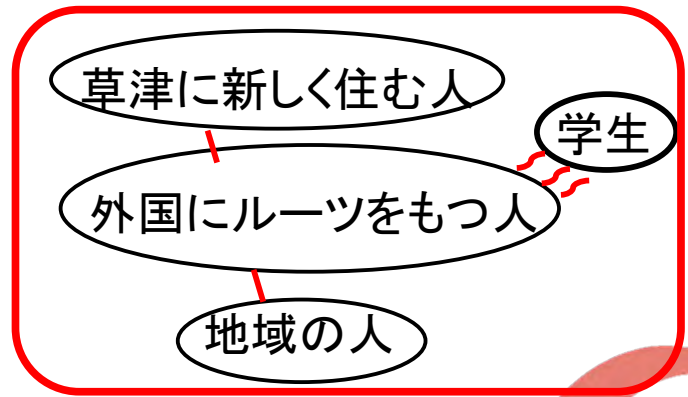 草津に新しく住む人
学生
外国にルーツをもつ人
地域の人